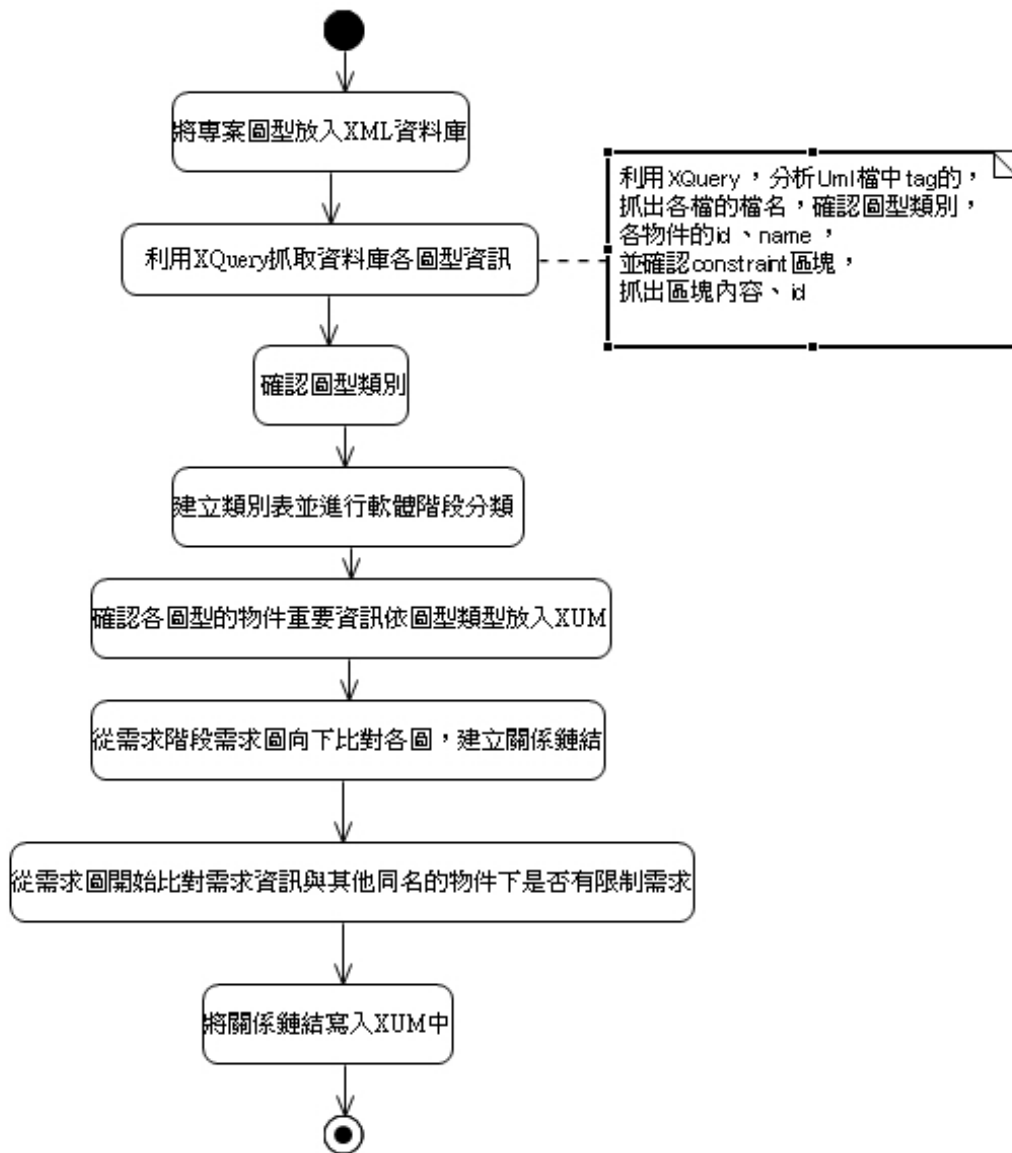 將專案圖型放入XML資料庫
利用XQuery,分析Uml檔中tag的,
抓出各檔的檔名,確認圖型類別,
各物件的id、name,
並確認constraint區塊,
抓出區塊內容、id
利用XQuery抓取資料庫各圖型資訊
確認圖型類別
建立類別表並進行軟體階段分類
確認各圖型的物件重要資訊依圖型類型放入XUM
從需求階段需求圖向下比對各圖,建立關係鏈結
從需求圖開始比對需求資訊與其他同名的物件下是否有限制需求
將關係鏈結寫入XUM中